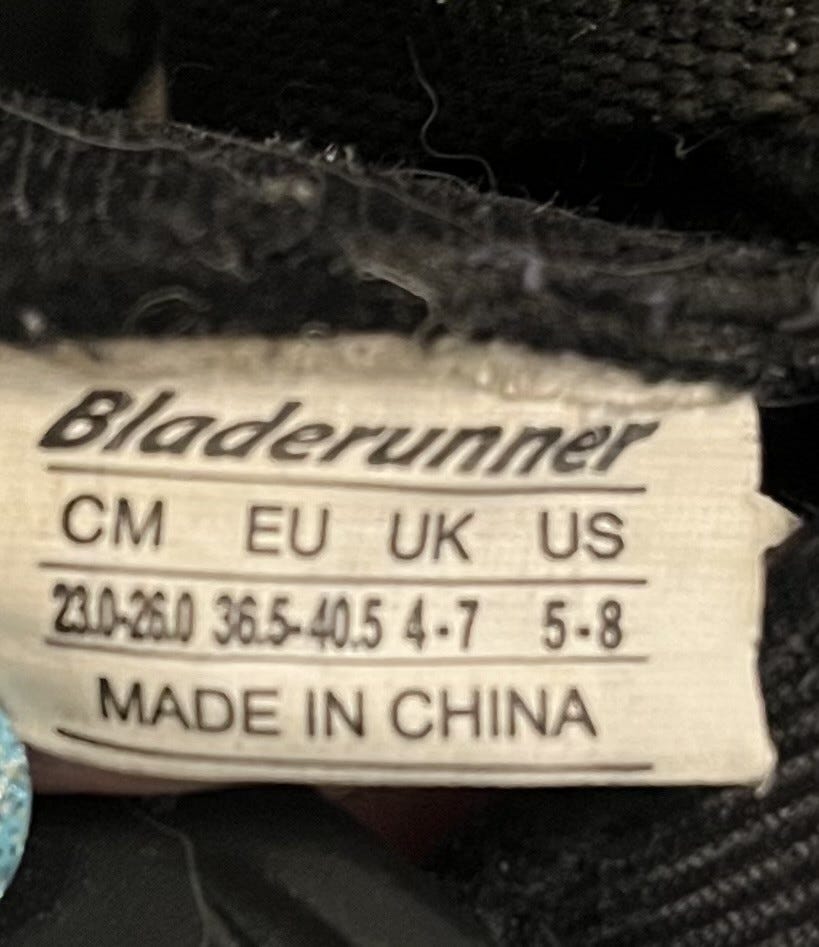 Bladerunner
CM EU UK US
23.0-26.0 36.5-40.5 4-7 5-8
MADE IN CHINA